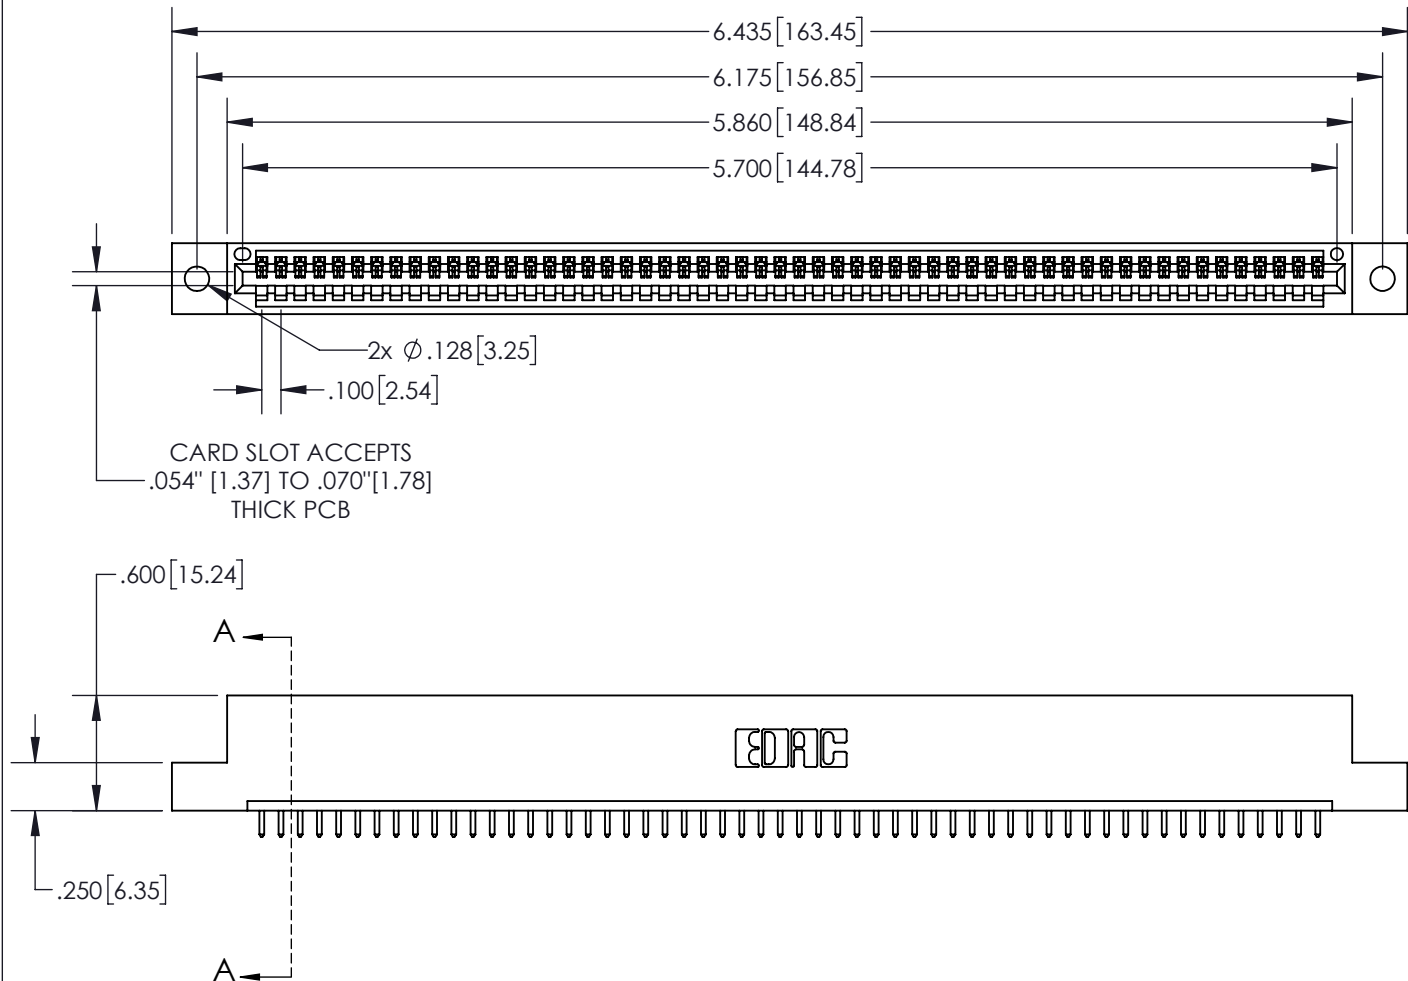 6.435[163.45]
6.175[156.85]
5.860[148.84]
5.700[144.78]
2x Ø.128[3.25]
.100[2.54]
CARD SLOT ACCEPTS
.054" [1.37] TO .070"[1.78]
THICK PCB
.600[15.24]
A
EDAC
.250[6.35]
A